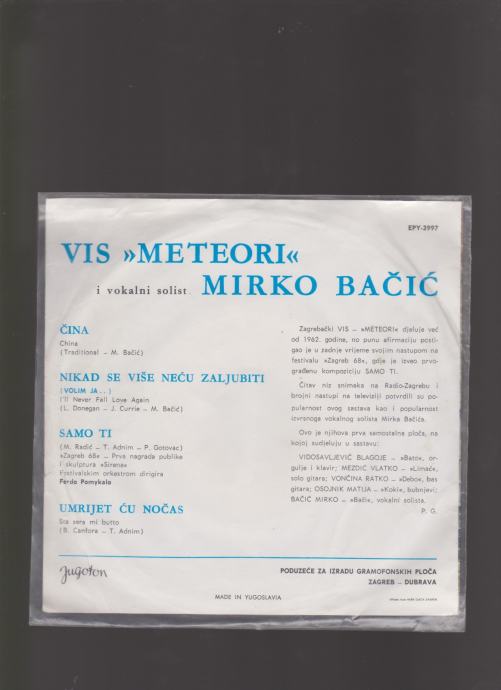 EPY-3997
VIS »METEORI«
i vokalni solist MIRKO BAČIĆ
ČINA
China
(Traditional – M. Bačić)
NIKAD SE VIŠE NEĆU ZALJUBITI
(VOLIM JA . .)
I'll Never Fall Love Again
(L. Donegan – J. Currie – M. Bačić)
SAMO TI
(M. Radić – T. Adnim – P. Gotovac)
»Zagreb 68« – Prva nagrada publike
i skulptura »Sirena«
Festivalskim orkestrom dirigira
Ferdo Pomykalo
UMRIJET ĆU NOĆAS
Sta sera mi butto
(B. Canfora – T. Adnim)
Zagrebački VIS – »METEORI« djeluje već
od 1962. godine, no punu afirmaciju posti-
gao je u zadnje vrijeme svojim nastupom na
festivalu »Zagreb 68«, gdje je izveo prvo-
građenu kompoziciju SAMO TI.
Čitav niz snimaka na Radio-Zagrebu i
brojni nastupi na televiziji potvrdili su po-
pularnost ovog sastava kao i popularnost
izvrsnoga vokalnog solista Mirka Bačića.
Ovo je njihova prva samostalna ploča, na
kojoj sudjeluju u sastavu:
VIDOSAVLJEVIĆ BLAGOJE – »Bato«, or-
gulje i klavir; MEZDIĆ VLATKO – »Limač«,
solo gitara; VONČINA RATKO – »Debo«, bas
gitara; OSOJNIK MATIJA – »Koki«, bubnjevi;
BAČIĆ MIRKO – »Bači«, vokalni solista.
P. G.
Jugoton
PODUZEĆE ZA IZRADU GRAMOFONSKIH PLOČA
ZAGREB – DUBRAVA
MADE IN YUGOSLAVIA